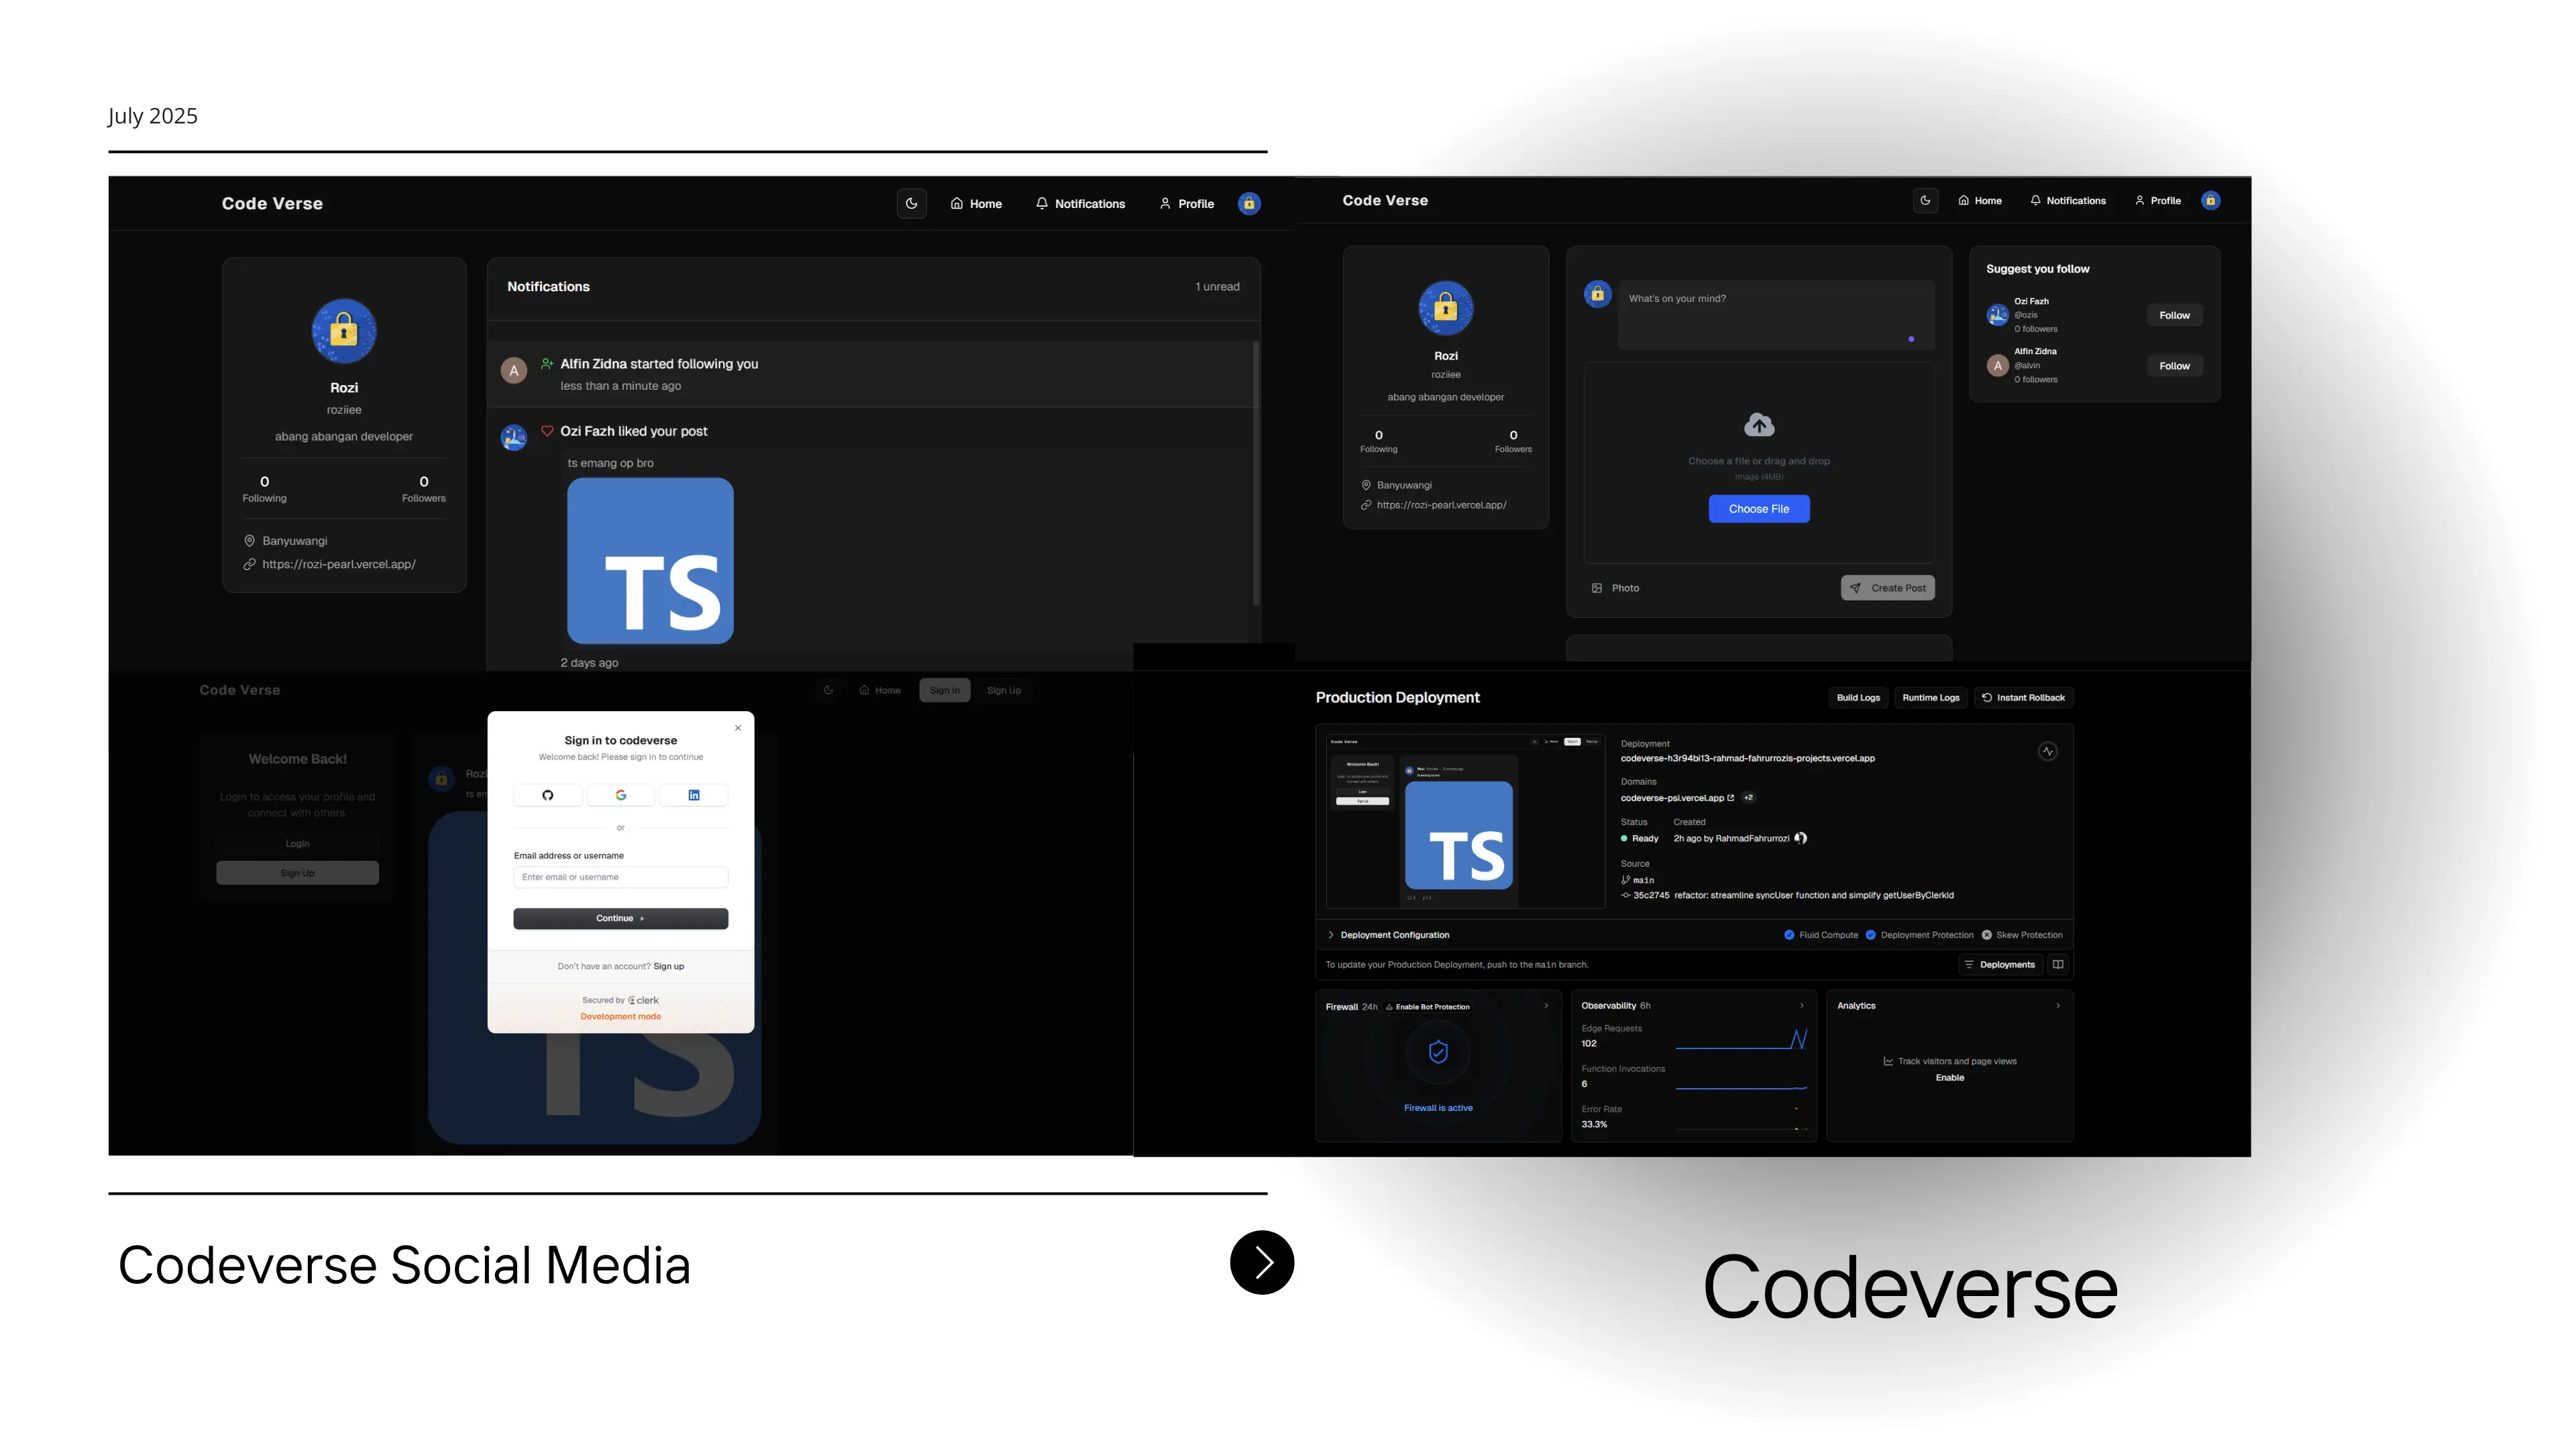 July 2025
Code Verse
Home
Notifications
Profile
Rozi
roziiee
abang abangan developer
0
Following
0
Followers
Banyuwangi
https://rozi-pearl.vercel.app/
Notifications
1 unread
A
Alfin Zidna started following you
less than a minute ago
Ozi Fazh liked your post
ts emang op bro
TS
2 days ago
Code Verse
Home
Notifications
Profile
Rozi
roziiee
abang abangan developer
0
Following
0
Followers
Banyuwangi
https://rozi-pearl.vercel.app/
What's on your mind?
Choose a file or drag and drop
Image (4MB)
Choose File
Photo
Create Post
Suggest you follow
Ozi Fazh
@ozis
0 followers
Follow
A
Alfin Zidna
@alvin
0 followers
Follow
Code Verse
Home
Sign in
Sign Up
Welcome Back!
Login to access your profile and
connect with others.
Login
Sign Up
Rozi
ts em
TS
Sign in to codeverse
Welcome back! Please sign in to continue
or
Email address or username
Enter email or username
Continue
Don't have an account? Sign up
Secured by clerk
Development mode
Production Deployment
Build Logs
Runtime Logs
Instant Rollback
Code Verse
Welcome Back!
Login
Sign Up
TS
Deployment
codeverse-h3r94bi13-rahmad-fahrurrozis-projects.vercel.app
Domains
codeverse-psi.vercel.app +2
Status Created
Ready 2h ago by RahmadFahrurrozi
Source
main
35c2745 refactor: streamline syncUser function and simplify getUserByClerkId
Deployment Configuration
Fluid Compute
Deployment Protection
Skew Protection
To update your Production Deployment, push to the main branch.
Deployments
Firewall 24h
Enable Bot Protection
Firewall is active
Observability 6h
Edge Requests
102
Function Invocations
6
Error Rate
33.3%
Analytics
Track visitors and page views
Enable
Codeverse Social Media
Codeverse